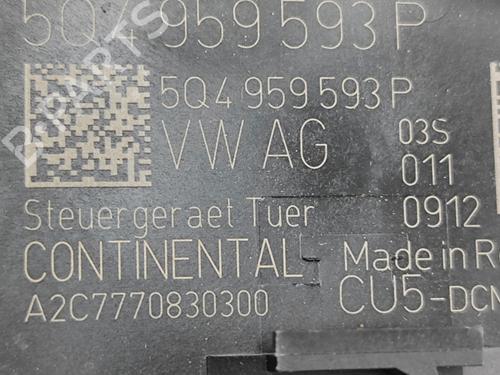 5Q4 959 593 P
5Q4 959 593 P
VW AG 03S
011
Steuergeraet Tuer 0912
CONTINENTAL Made in
A2C7770830300 CU5-DCM
B-PARTS